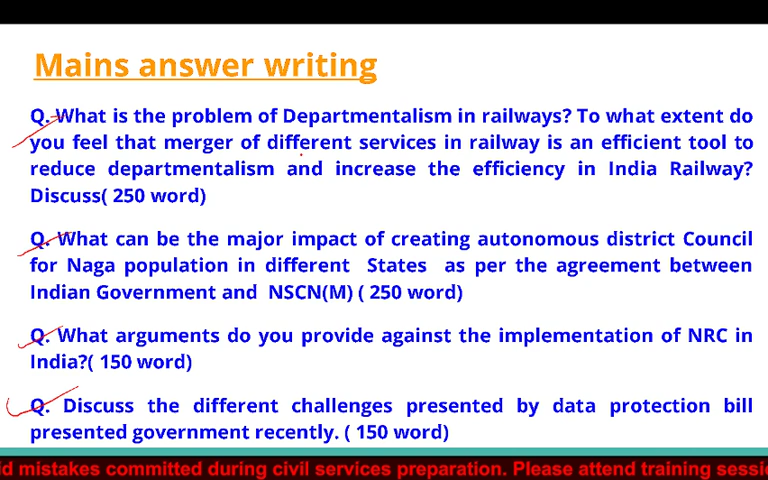 Mains answer writing
Q. What is the problem of Departmentalism in railways? To what extent do
you feel that merger of different services in railway is an efficient tool to
reduce departmentalism and increase the efficiency in India Railway?
Discuss( 250 word)
Q. What can be the major impact of creating autonomous district Council
for Naga population in different States as per the agreement between
Indian Government and NSCN(M) ( 250 word)
Q. What arguments do you provide against the implementation of NRC in
India?( 150 word)
Q. Discuss the different challenges presented by data protection bill
presented government recently. ( 150 word)
mistakes committed during civil services preparation. Please attend training